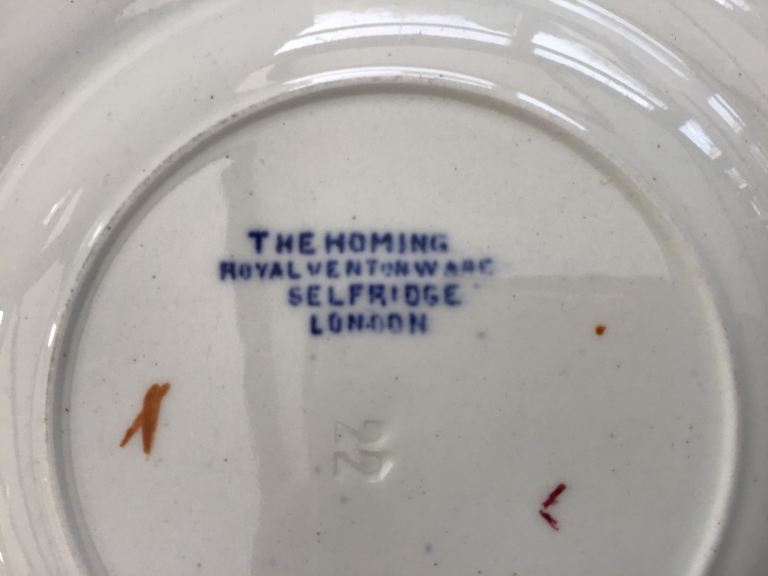 THE HOMING
ROYAL VENTON WARE
SELFRIDGE
LONDON
22